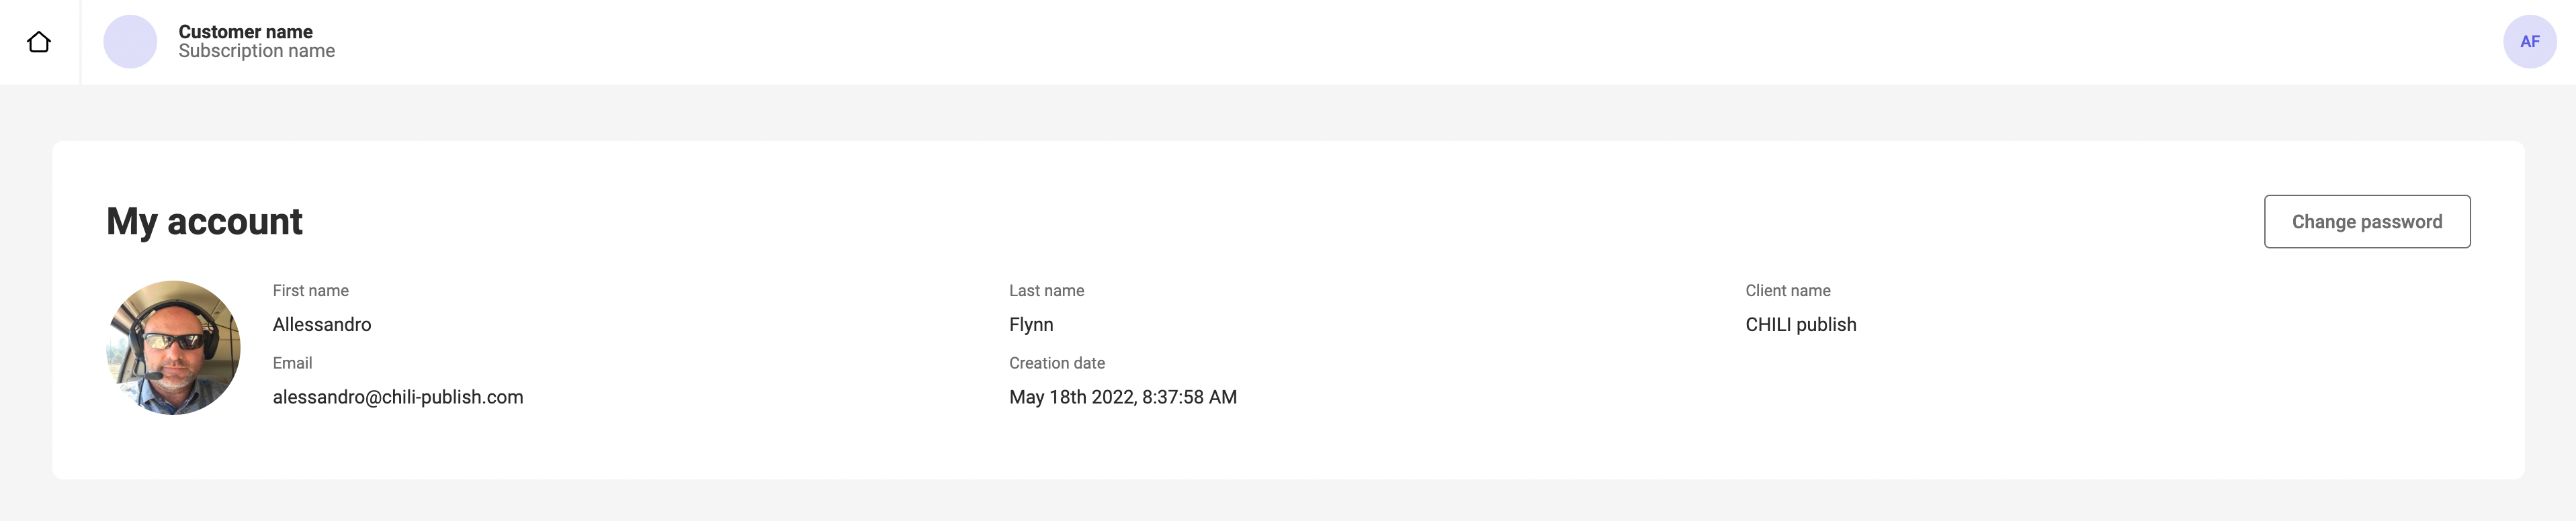 Customer name
Subscription name
AF
My account
Change password
First name
Last name
Client name
Allessandro
Flynn
CHILI publish
Email
Creation date
alessandro@chili-publish.com
May 18th 2022, 8:37:58 AM